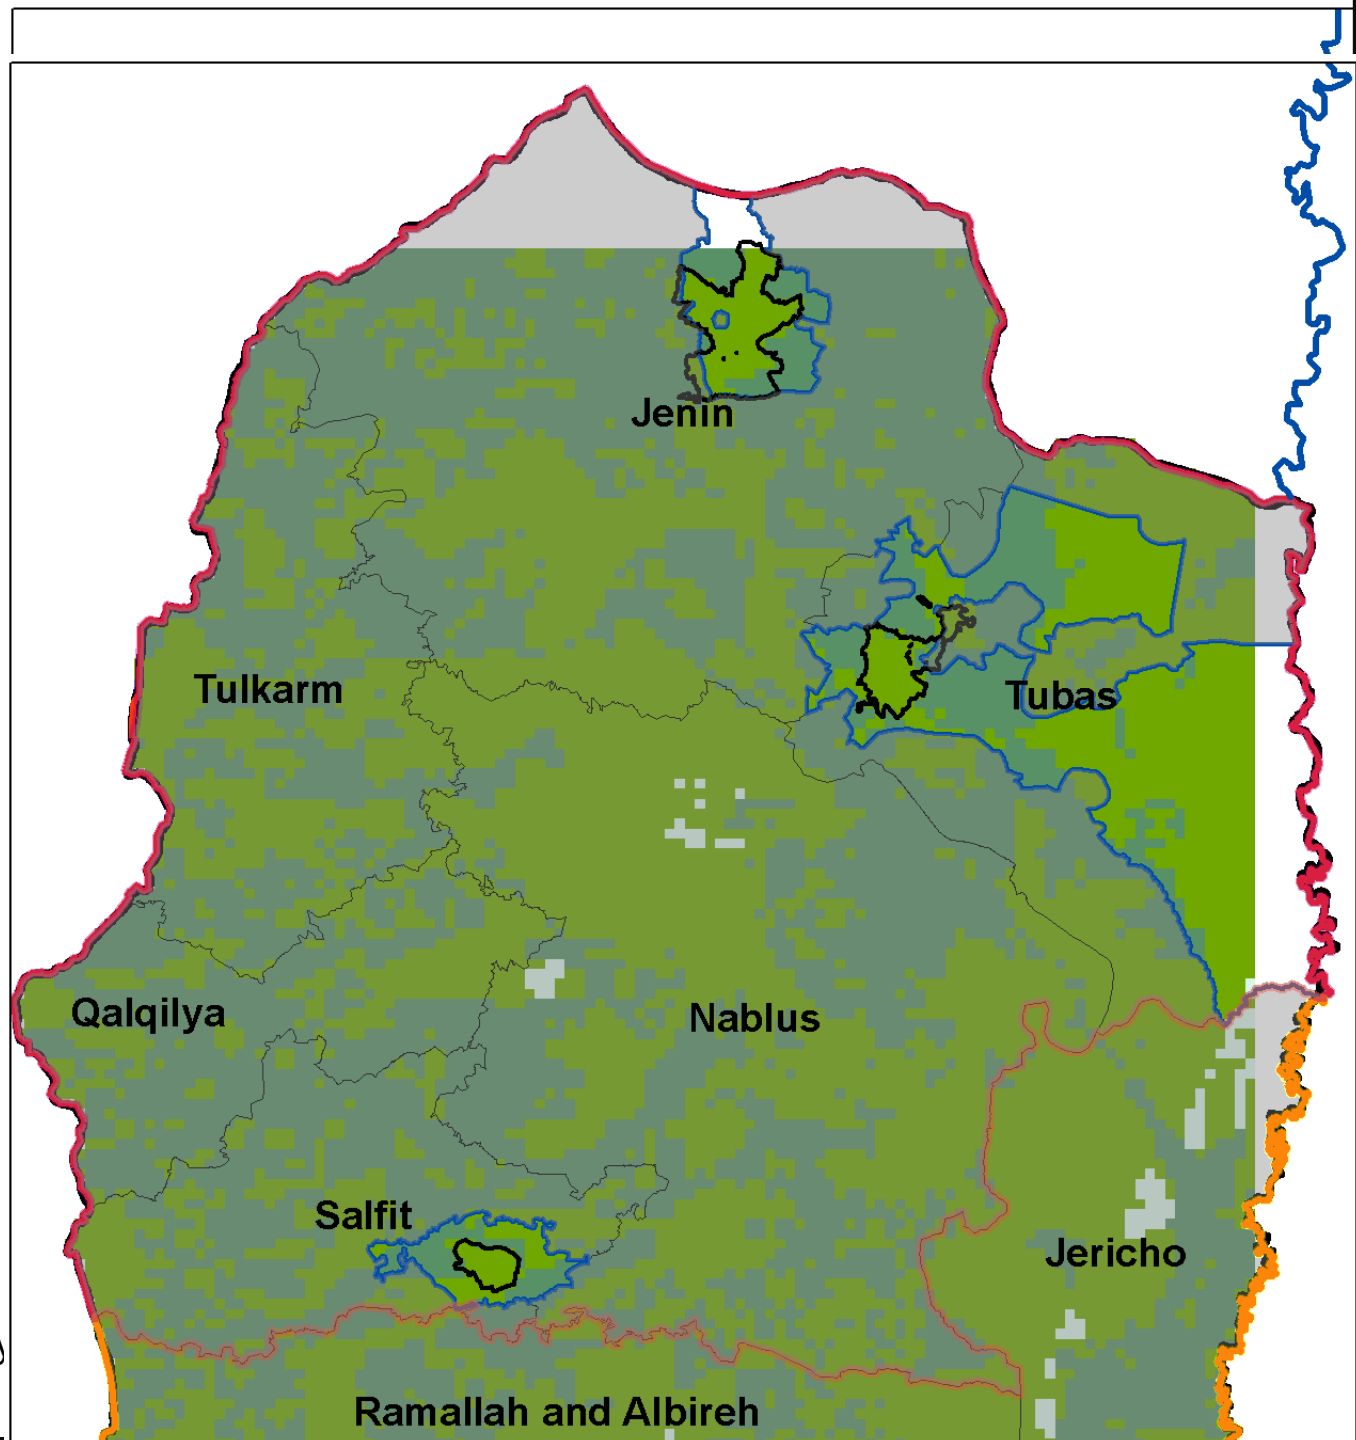 Jenin
Tulkarm
Tubas
Qalqilya
Nablus
Salfit
Jericho
Ramallah and Albireh